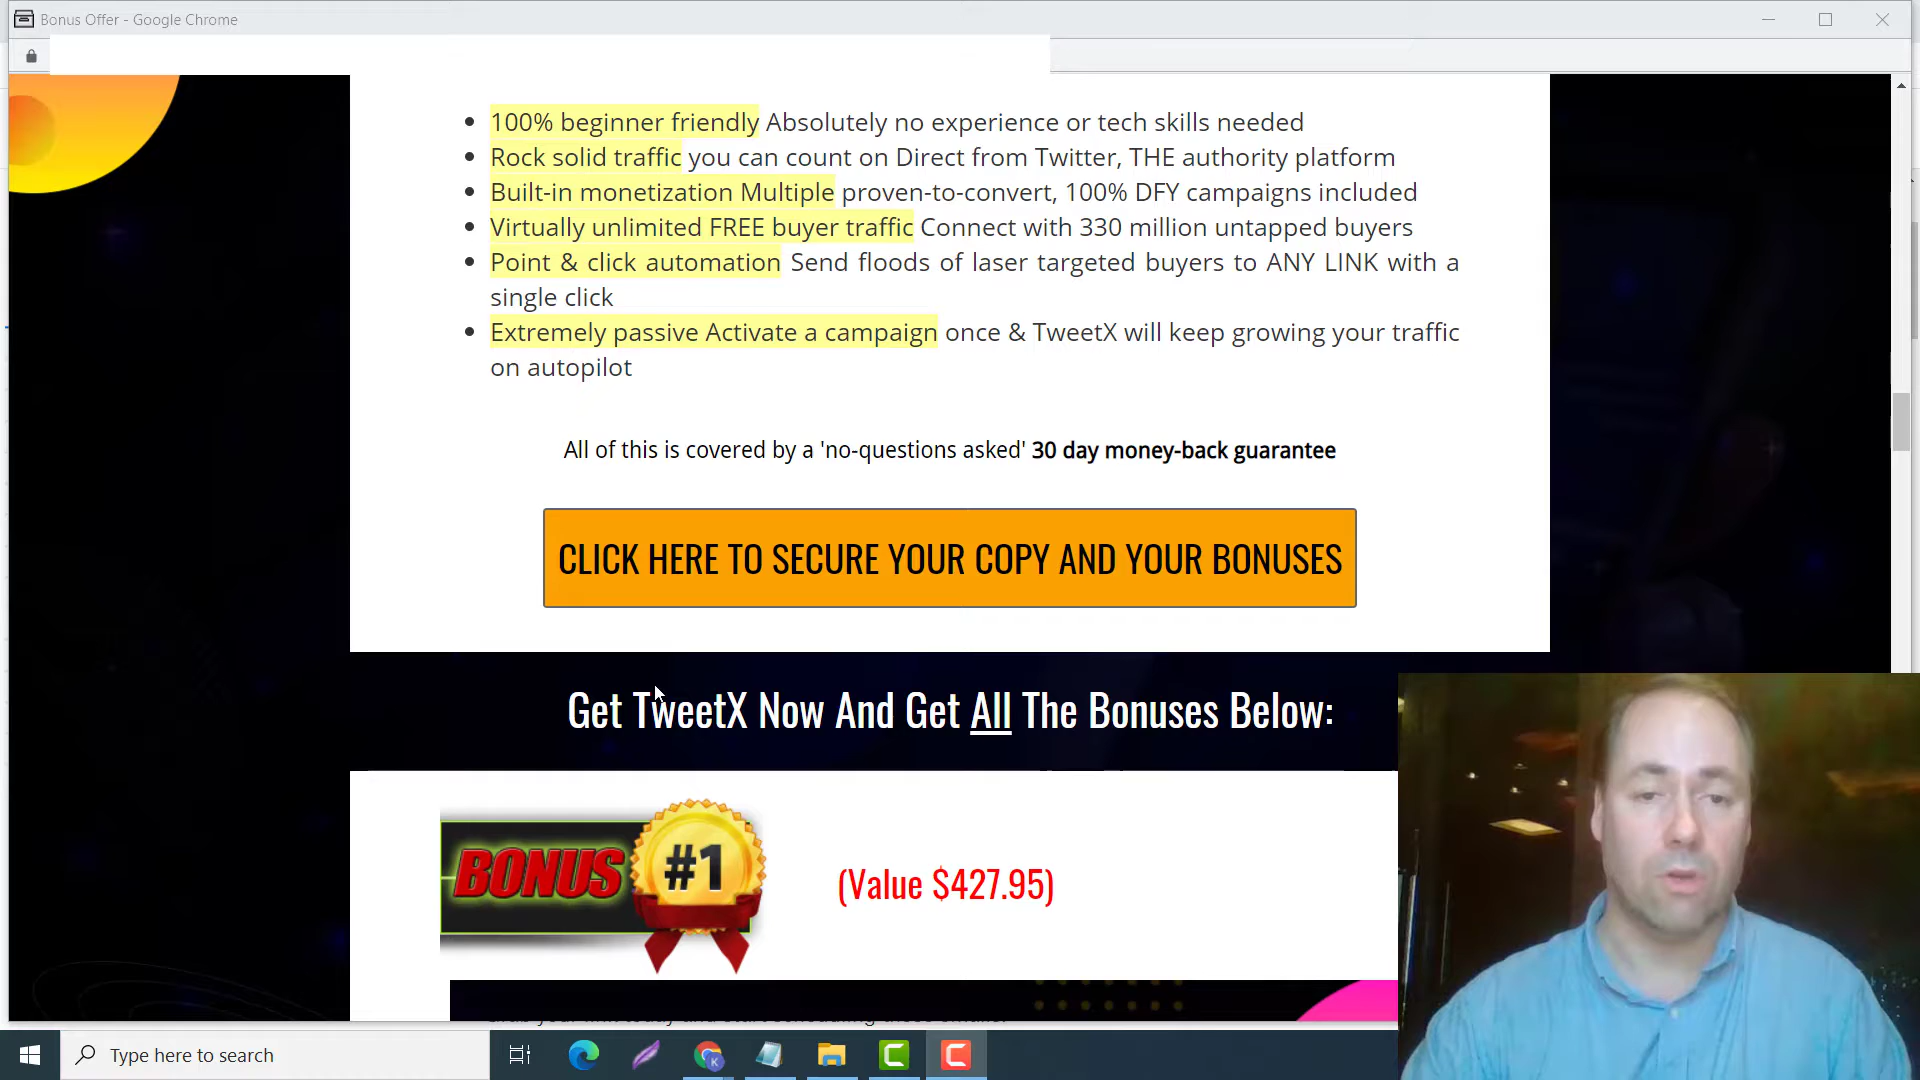 Bonus Offer - Google Chrome
100% beginner friendly Absolutely no experience or tech skills needed
Rock solid traffic you can count on Direct from Twitter, THE authority platform
Built-in monetization Multiple proven-to-convert, 100% DFY campaigns included
Virtually unlimited FREE buyer traffic Connect with 330 million untapped buyers
Point & click automation Send floods of laser targeted buyers to ANY LINK with a
single click
Extremely passive Activate a campaign once & TweetX will keep growing your traffic
on autopilot
All of this is covered by a 'no-questions asked' 30 day money-back guarantee
CLICK HERE TO SECURE YOUR COPY AND YOUR BONUSES
Get TweetX Now And Get All The Bonuses Below:
BONUS #1
(Value $427.95)
Type here to search
K